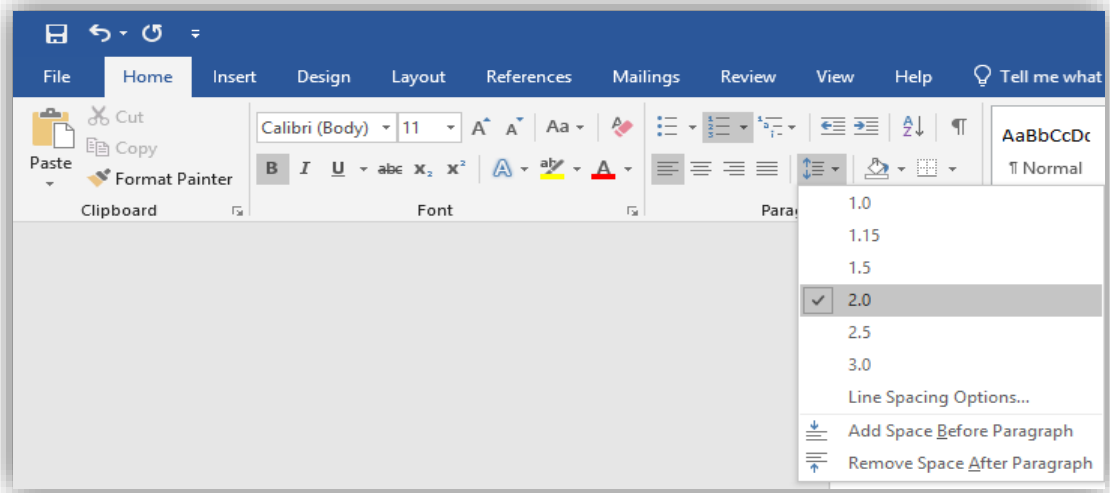 File Home Insert Design Layout References Mailings Review View Help Tell me what
Cut
Copy
Paste
Format Painter
Clipboard
Calibri (Body) 11 A A Aa
B I U abc X₂ X² A ab A
Font
A Z ¶
Para
AaBbCcDc
¶ Normal
1.0
1.15
1.5
2.0
2.5
3.0
Line Spacing Options...
Add Space Before Paragraph
Remove Space After Paragraph